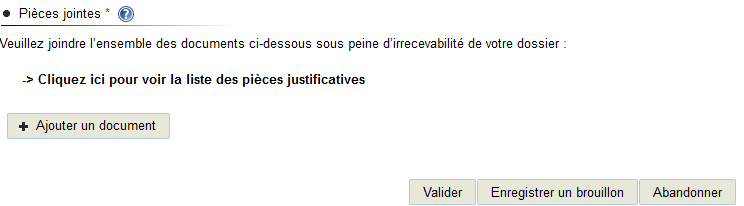 Pièces jointes *
Veuillez joindre l'ensemble des documents ci-dessous sous peine d'irrecevabilité de votre dossier :
-> Cliquez ici pour voir la liste des pièces justificatives
Ajouter un document
Valider Enregistrer un brouillon Abandonner